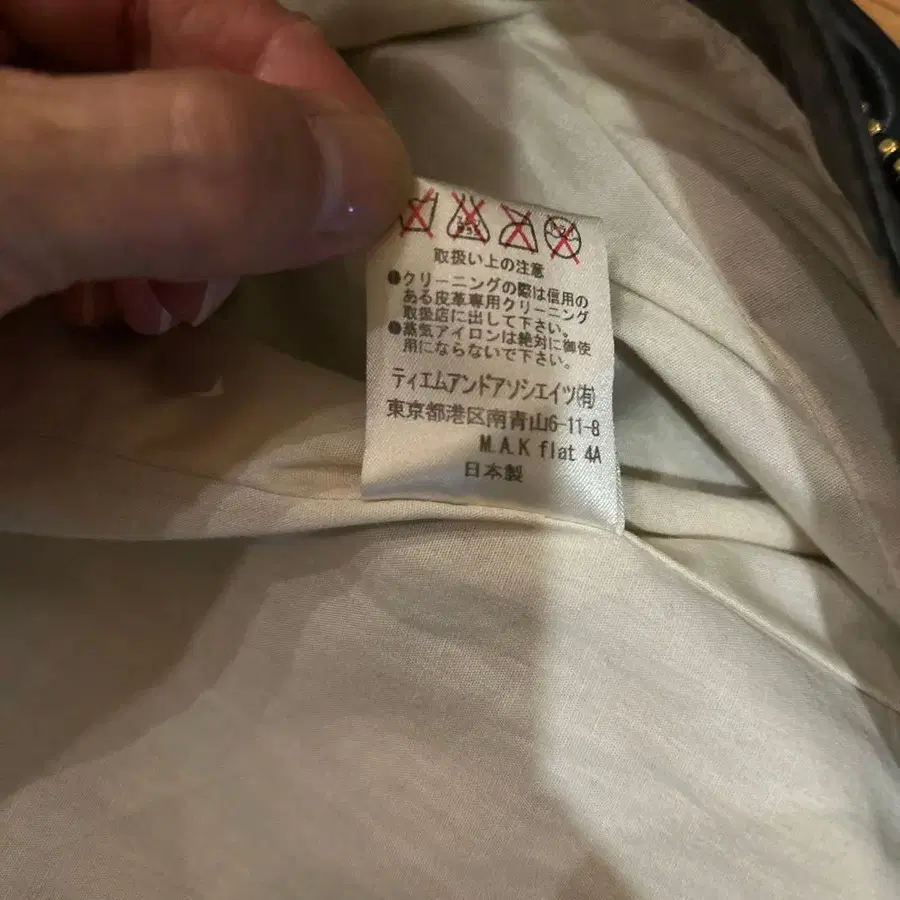 取扱い上の注意
●クリーニングの際は信用の
ある皮革専用クリーニング
取扱店に出して下さい。
●蒸気アイロンは絶対に御使
用にならないで下さい。
ティエムアンドアソシエイツ(有)
東京都港区南青山6-11-8
M.A.K flat 4A
日本製